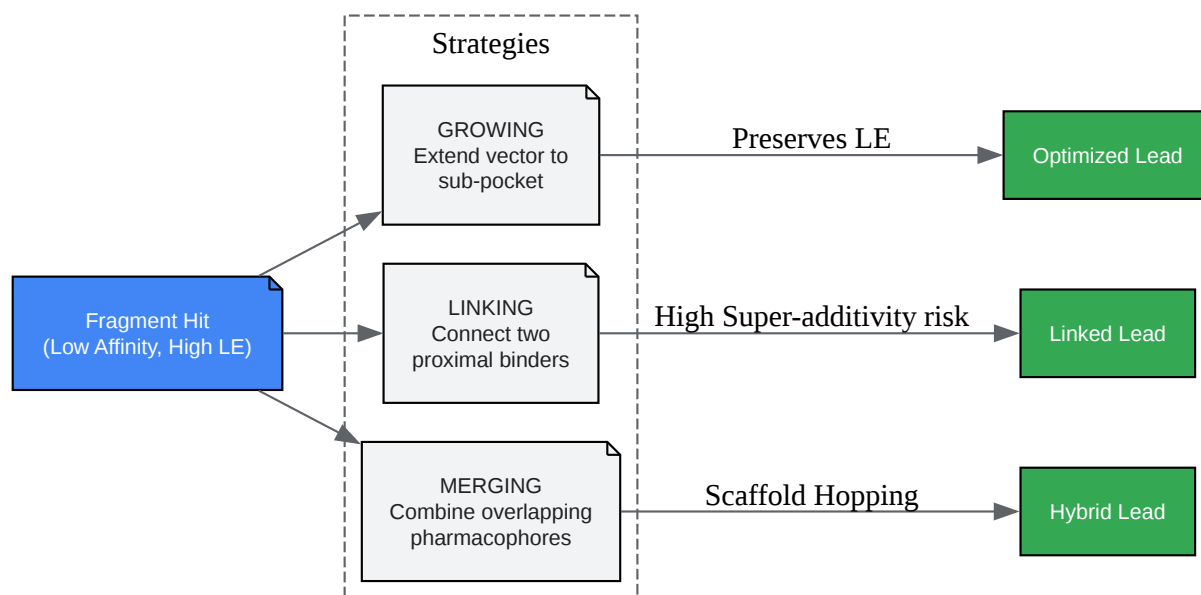 Strategies
GROWING
Extend vector to
sub-pocket
Preserves LE
Optimized Lead
Fragment Hit
(Low Affinity, High LE)
LINKING
Connect two
proximal binders
High Super-additivity risk
Linked Lead
MERGING
Combine overlapping
pharmacophores
Scaffold Hopping
Hybrid Lead